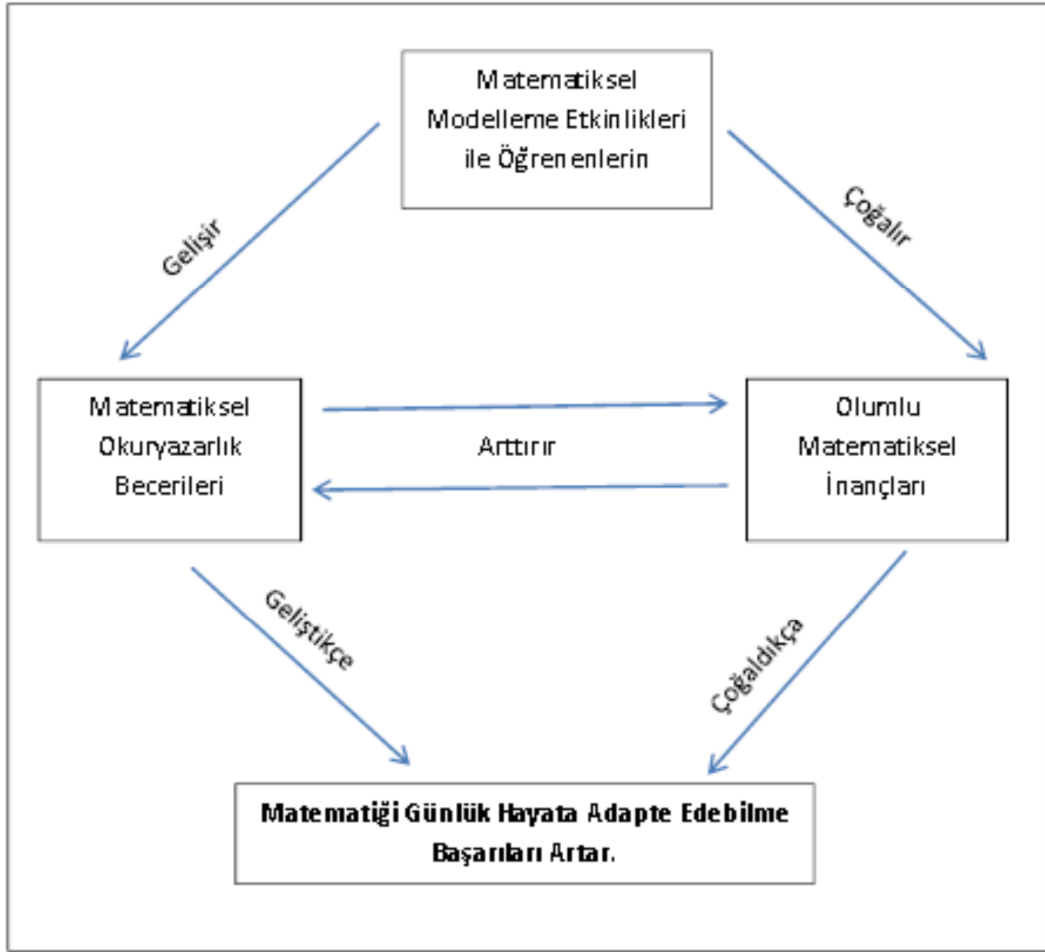 Matematiksel
Modelleme Etkinlikleri
ile Öğrenenlerin
Gelişir
Çoğalır
Matematiksel
Okuryazarlık
Becerileri
Arttırır
Olumlu
Matematiksel
İnançları
Geliştikçe
Çoğaldıkça
Matematiği Günlük Hayata Adapte Edebilme
Başarıları Artar.